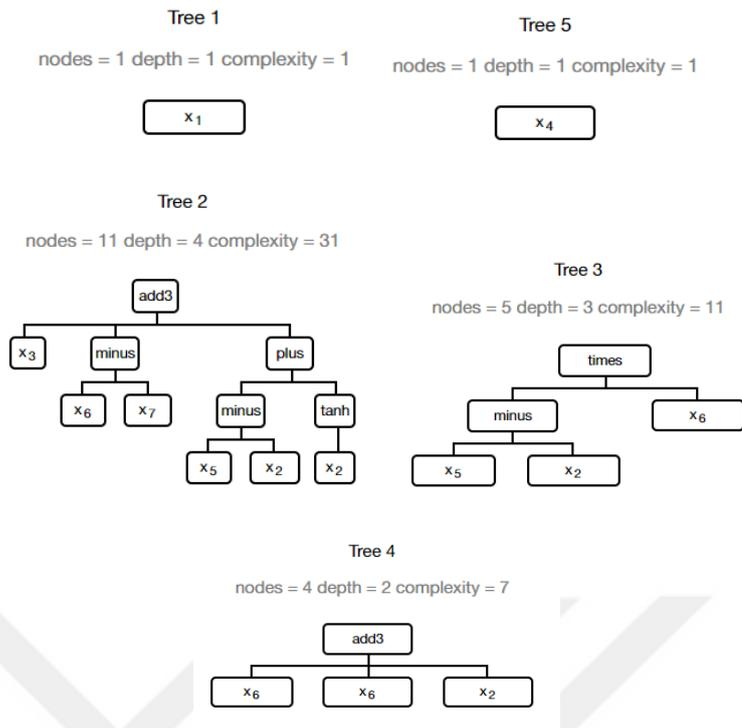 Tree 1
nodes = 1 depth = 1 complexity = 1
x1
Tree 5
nodes = 1 depth = 1 complexity = 1
x4
Tree 2
nodes = 11 depth = 4 complexity = 31
add3
x3 minus plus
x6 x7 minus tanh
x5 x2 x2
Tree 3
nodes = 5 depth = 3 complexity = 11
times
minus x6
x5 x2
Tree 4
nodes = 4 depth = 2 complexity = 7
add3
x6 x6 x2